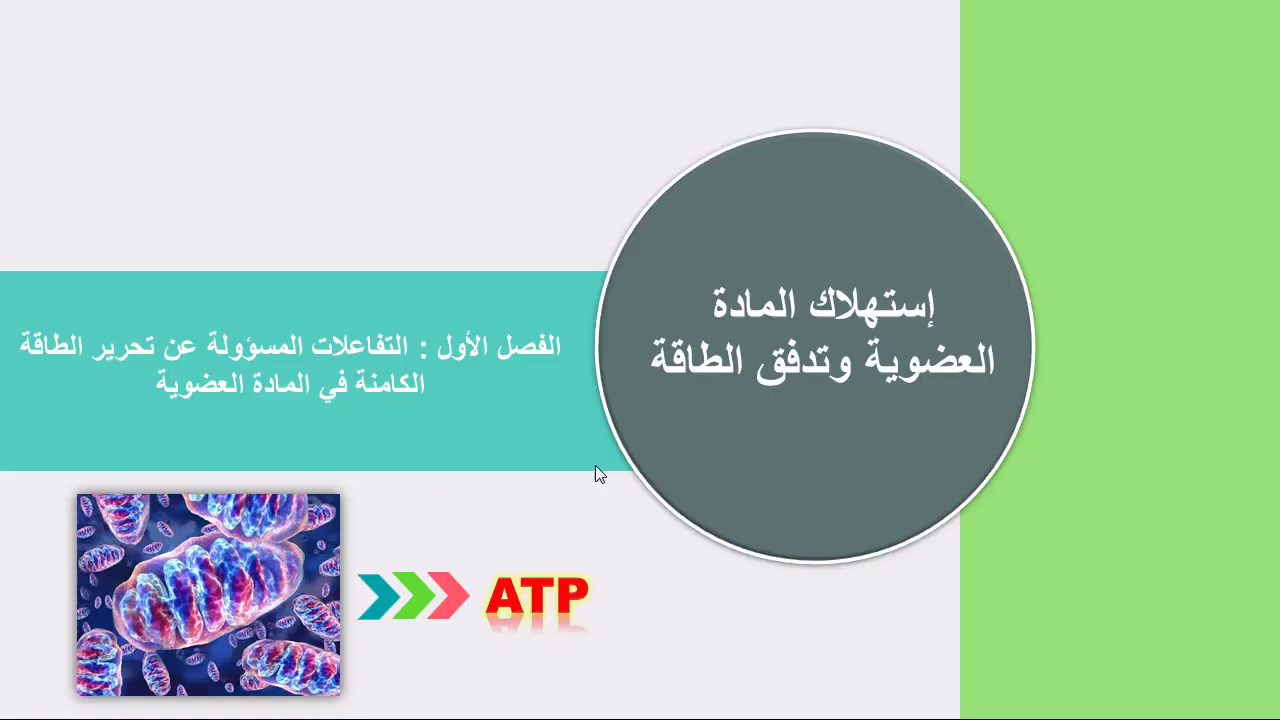 إستهلاك المادة
العضوية وتدفق الطاقة
الفصل الأول : التفاعلات المسؤولة عن تحرير الطاقة
الكامنة في المادة العضوية
ATP